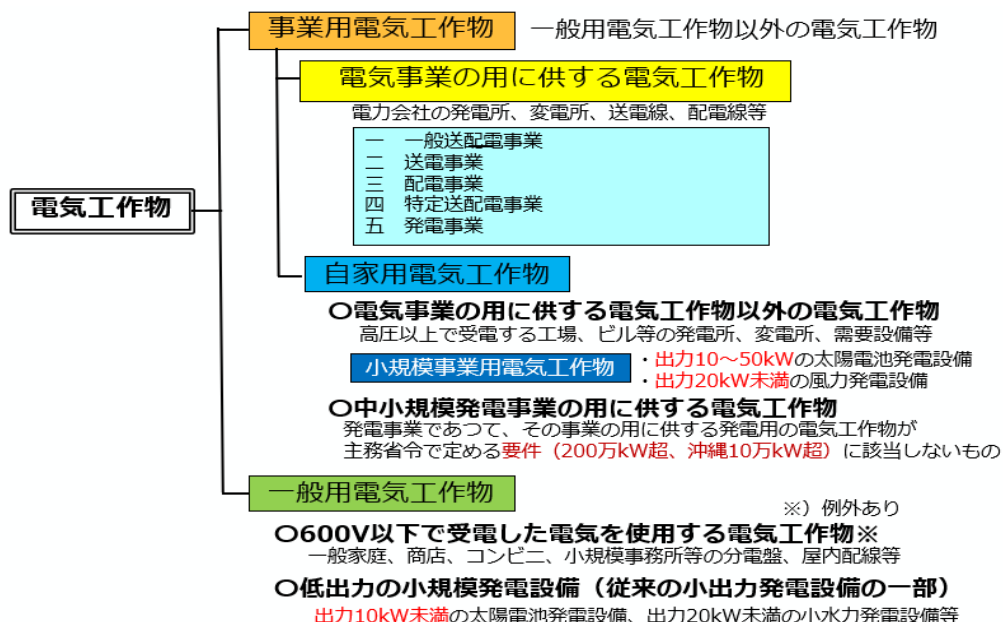 事業用電気工作物 一般用電気工作物以外の電気工作物
電気事業の用に供する電気工作物
電力会社の発電所、変電所、送電線、配電線等
一 一般送配電事業
二 送電事業
三 配電事業
四 特定送配電事業
五 発電事業
電気工作物
自家用電気工作物
〇電気事業の用に供する電気工作物以外の電気工作物
高圧以上で受電する工場、ビル等の発電所、変電所、需要設備等
小規模事業用電気工作物
・出力10～50kWの太陽電池発電設備
・出力20kW未満の風力発電設備
〇中小規模発電事業の用に供する電気工作物
発電事業であつて、その事業の用に供する発電用の電気工作物が
主務省令で定める要件（200万kW超、沖縄10万kW超）に該当しないもの
一般用電気工作物
※）例外あり
〇600V以下で受電した電気を使用する電気工作物※
一般家庭、商店、コンビニ、小規模事務所等の分電盤、屋内配線等
〇低出力の小規模発電設備（従来の小出力発電設備の一部）
出力10kW未満の太陽電池発電設備、出力20kW未満の小水力発電設備等